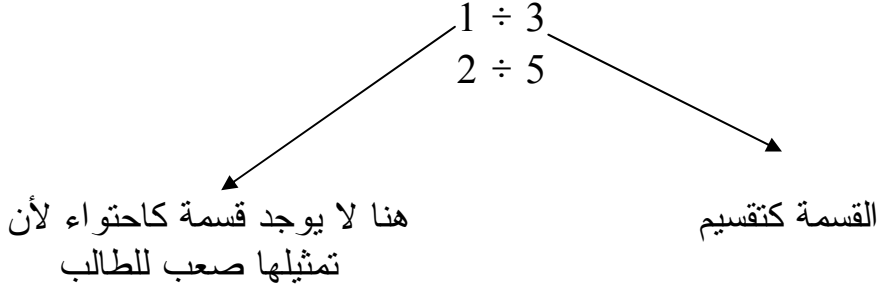 1 ÷ 3
2 ÷ 5
القسمة كتقسيم
هنا لا يوجد قسمة كاحتواء لأن
تمثيلها صعب للطالب